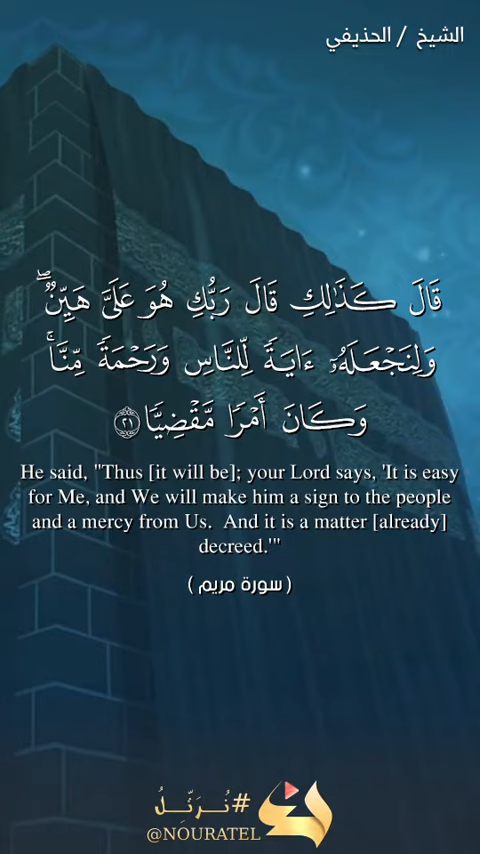 الشيخ / الحذيفي
قَالَ كَذَٰلِكِ قَالَ رَبُّكِ هُوَ عَلَىَّ هَيِّنٌۭ ۖ
وَلِنَجْعَلَهُۥٓ ءَايَةًۭ لِّلنَّاسِ وَرَحْمَةًۭ مِّنَّا ۚ
وَكَانَ أَمْرًۭا مَّقْضِيًّۭا ٢١
He said, "Thus [it will be]; your Lord says, 'It is easy
for Me, and We will make him a sign to the people
and a mercy from Us.  And it is a matter [already]
decreed.'"
( سورة مريم )
#نُرَتِّلُ
@NOURATEL